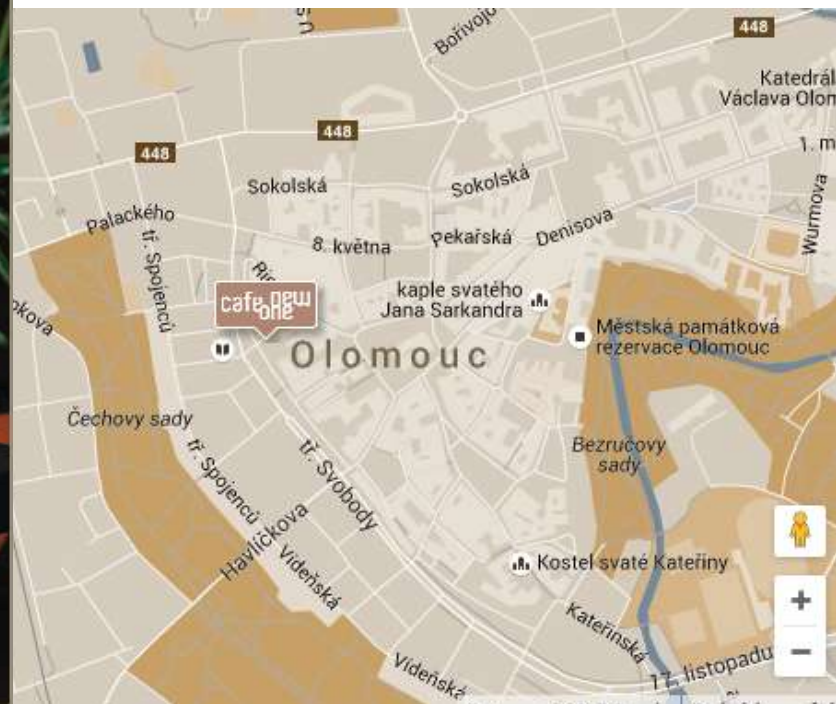 Bořivojo
448
Katedrál
Václava Olom
448
448
1. m
Sokolská
Sokolská
Wurmova
Palackého
8. května
Pekařská
Denisova
tř. Spojenců
kaple svatého
Jana Sarkandra
cafe new
one
Městská památková
rezervace Olomouc
Olomouc
Čechovy sady
Bezručovy
sady
tř. Svobody
tř. Spojenců
Havlíčkova
Vídeňská
Kostel svaté Kateřiny
+
Kateřinská
−
17. listopadu
Vídeňská